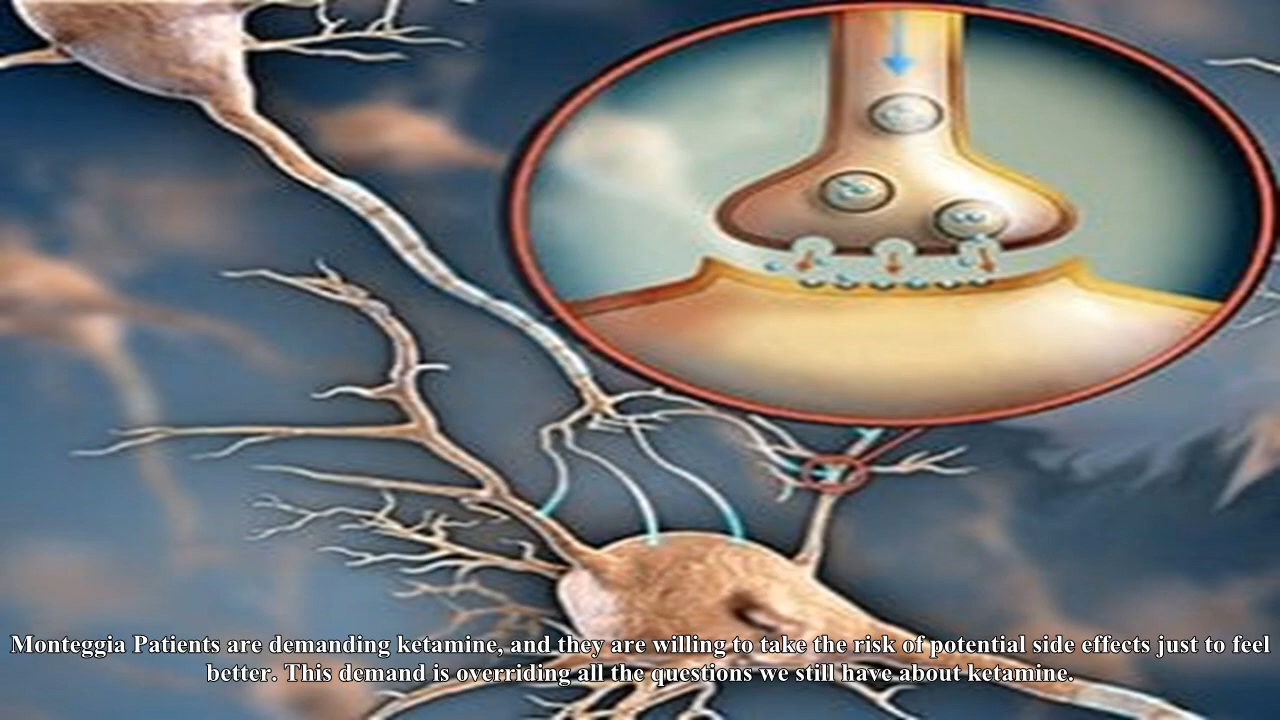 Monteggia Patients are demanding ketamine, and they are willing to take the risk of potential side effects just to feel
better. This demand is overriding all the questions we still have about ketamine.